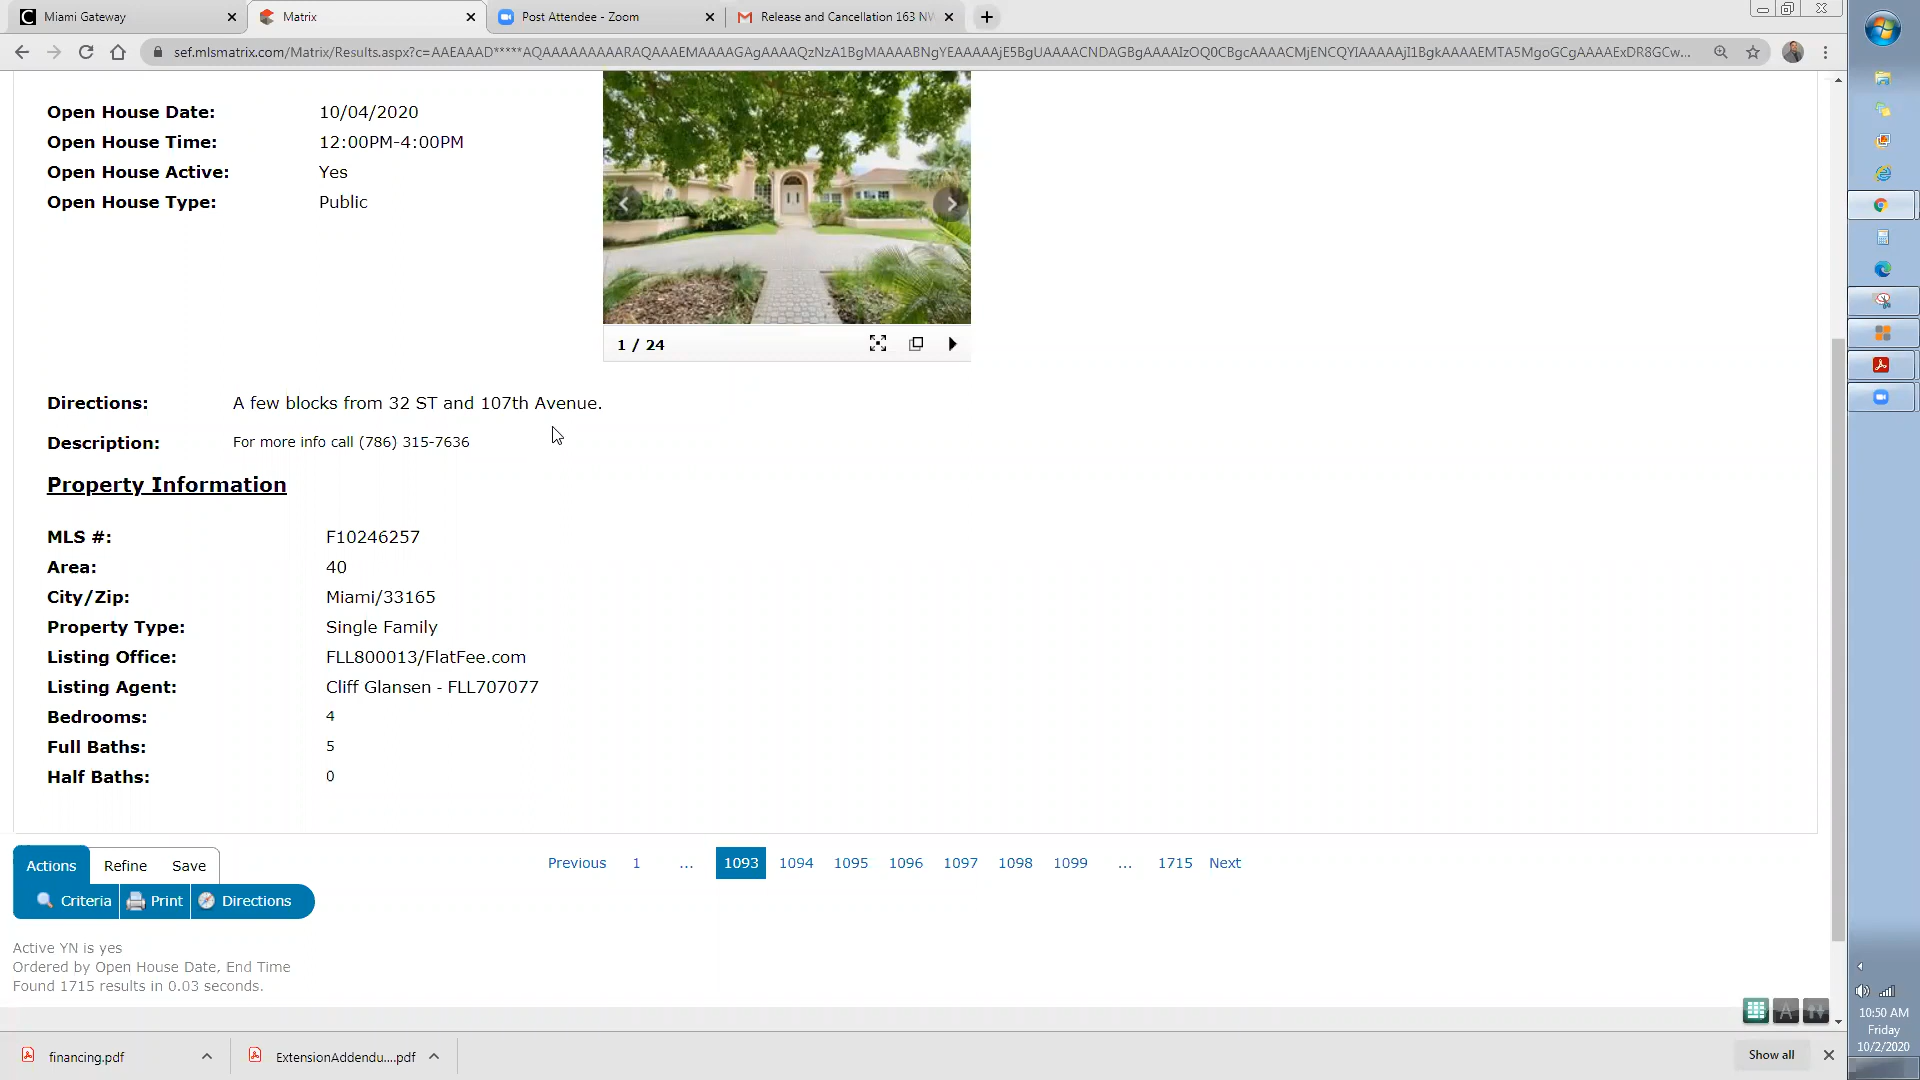 Miami Gateway
Matrix
Post Attendee - Zoom
Release and Cancellation 163 NW
sef.mlsmatrix.com/Matrix/Results.aspx?c=AAEAAAD*****AQAAAAAAAAARAQAAAEMAAAAGAgAAAAQzNzA1BgMAAAABNgYEAAAAAjE5BgUAAAACNDAGBgAAAAIzOQ0CBgcAAAACMjENCQYIAAAAAjI1BgkAAAAEMTA5MgoGCgAAAAExDR8GCw...
Open House Date: 10/04/2020
Open House Time: 12:00PM-4:00PM
Open House Active: Yes
Open House Type: Public
1 / 24
Directions: A few blocks from 32 ST and 107th Avenue.
Description: For more info call (786) 315-7636
Property Information
MLS #: F10246257
Area: 40
City/Zip: Miami/33165
Property Type: Single Family
Listing Office: FLL800013/FlatFee.com
Listing Agent: Cliff Glansen - FLL707077
Bedrooms: 4
Full Baths: 5
Half Baths: 0
Actions Refine Save
Previous 1 ... 1093 1094 1095 1096 1097 1098 1099 ... 1715 Next
Criteria Print Directions
Active YN is yes
Ordered by Open House Date, End Time
Found 1715 results in 0.03 seconds.
A
financing.pdf
ExtensionAddendu....pdf
Show all
10:50 AM
Friday
10/2/2020